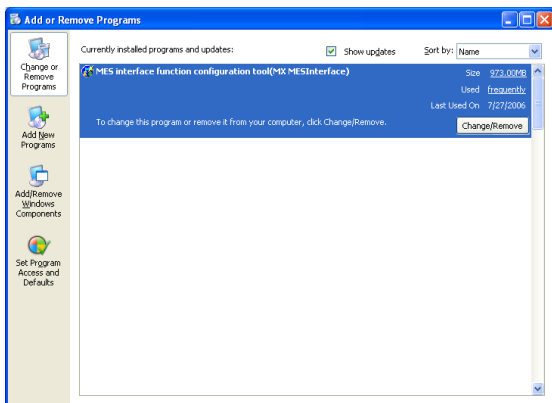 Add or Remove Programs
Change or
Remove
Programs
Currently installed programs and updates:
Show updates
Sort by: Name
MES interface function configuration tool(MX MESInterface)
Size 973.00MB
Used frequently
Last Used On 7/27/2006
To change this program or remove it from your computer, click Change/Remove.
Change/Remove
Add New
Programs
Add/Remove
Windows
Components
Set Program
Access and
Defaults